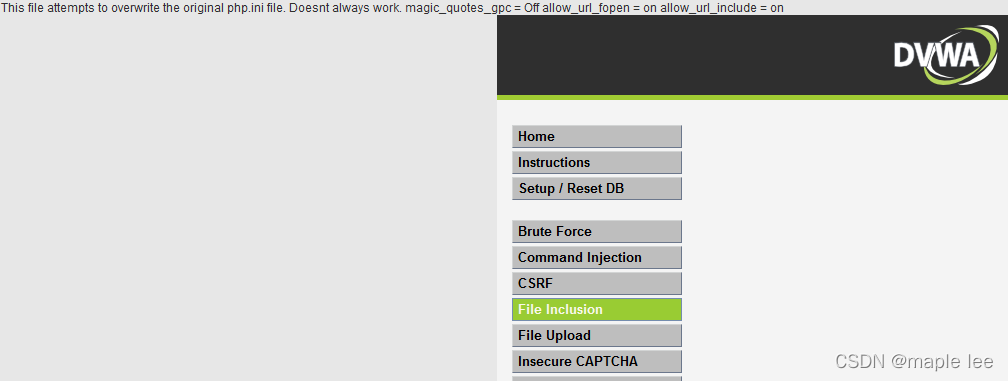 This file attempts to overwrite the original php.ini file. Doesnt always work. magic_quotes_gpc = Off allow_url_fopen = on allow_url_include = on
DVWA
Home
Instructions
Setup / Reset DB
Brute Force
Command Injection
CSRF
File Inclusion
File Upload
Insecure CAPTCHA
CSDN @maple lee